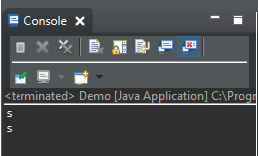 Console
<terminated> Demo [Java Application] C:\Progr
s
s